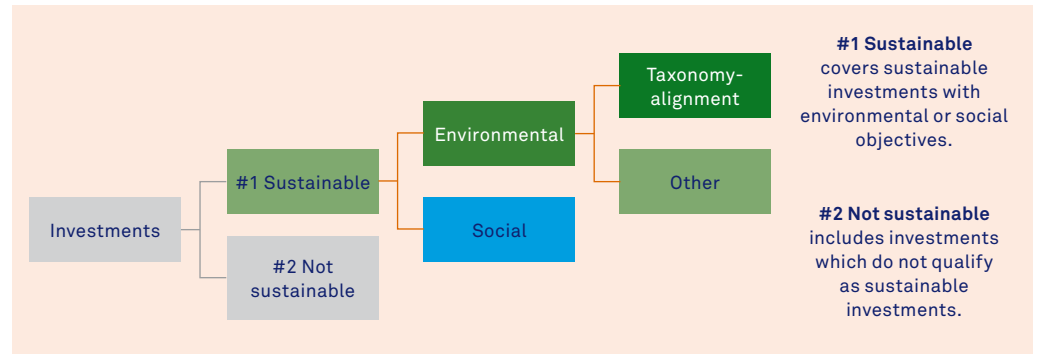 Investments
#1 Sustainable
#2 Not
sustainable
Environmental
Social
Taxonomy-
alignment
Other
#1 Sustainable
covers sustainable
investments with
environmental or social
objectives.
#2 Not sustainable
includes investments
which do not qualify
as sustainable
investments.